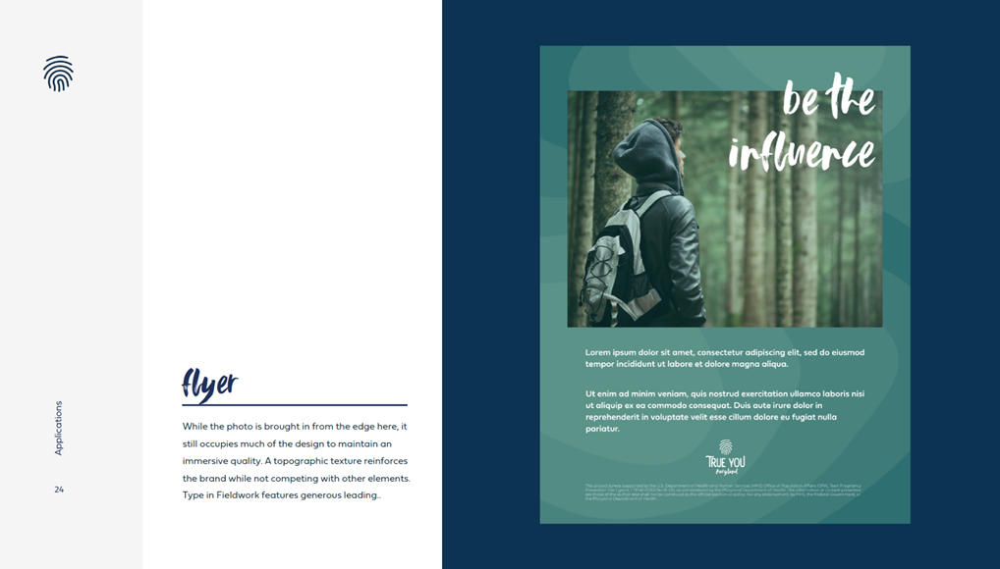 Applications
24
flyer
While the photo is brought in from the edge here, it
still occupies much of the design to maintain an
immersive quality. A topographic texture reinforces
the brand while not competing with other elements.
Type in Fieldwork features generous leading..
be the
influence
Lorem ipsum dolor sit amet, consectetur adipiscing elit, sed do eiusmod
tempor incididunt ut labore et dolore magna aliqua.
Ut enim ad minim veniam, quis nostrud exercitation ullamco laboris nisi
ut aliquip ex ea commodo consequat. Duis aute irure dolor in
reprehenderit in voluptate velit esse cillum dolore eu fugiat nulla
pariatur.
TRUE YOU
maryland